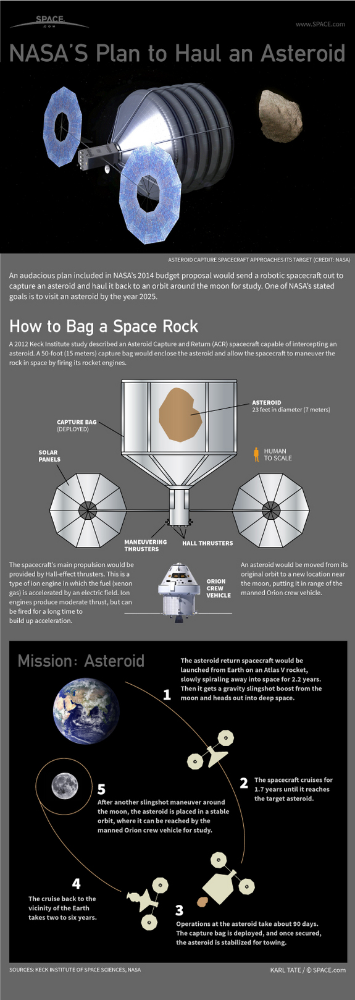 SPACE
.COM
www.SPACE.com
NASA'S Plan to Haul an Asteroid
ASTEROID CAPTURE SPACECRAFT APPROACHES ITS TARGET (CREDIT: NASA)
An audacious plan included in NASA's 2014 budget proposal would send a robotic spacecraft out to
capture an asteroid and haul it back to an orbit around the moon for study. One of NASA's stated
goals is to visit an asteroid by the year 2025.
How to Bag a Space Rock
A 2012 Keck Institute study described an Asteroid Capture and Return (ACR) spacecraft capable of intercepting an
asteroid. A 50-foot (15 meters) capture bag would enclose the asteroid and allow the spacecraft to maneuver the
rock in space by firing its rocket engines.
ASTEROID
23 feet in diameter (7 meters)
CAPTURE BAG
(DEPLOYED)
HUMAN
TO SCALE
SOLAR
PANELS
MANEUVERING
THRUSTERS
HALL THRUSTERS
The spacecraft's main propulsion would be
provided by Hall-effect thrusters. This is a
type of ion engine in which the fuel (xenon
gas) is accelerated by an electric field. Ion
engines produce moderate thrust, but can
be fired for a long time to
build up acceleration.
ORION
CREW
VEHICLE
An asteroid would be moved from its
original orbit to a new location near
the moon, putting it in range of the
manned Orion crew vehicle.
Mission: Asteroid
1
The asteroid return spacecraft would be
launched from Earth on an Atlas V rocket,
slowly spiraling away into space for 2.2 years.
Then it gets a gravity slingshot boost from the
moon and heads out into deep space.
2
The spacecraft cruises for
1.7 years until it reaches
the target asteroid.
5
After another slingshot maneuver around
the moon, the asteroid is placed in a stable
orbit, where it can be reached by the
manned Orion crew vehicle for study.
4
The cruise back to the
vicinity of the Earth
takes two to six years.
3
Operations at the asteroid take about 90 days.
The capture bag is deployed, and once secured,
the asteroid is stabilized for towing.
SOURCES: KECK INSTITUTE OF SPACE SCIENCES, NASA
KARL TATE / © SPACE.com